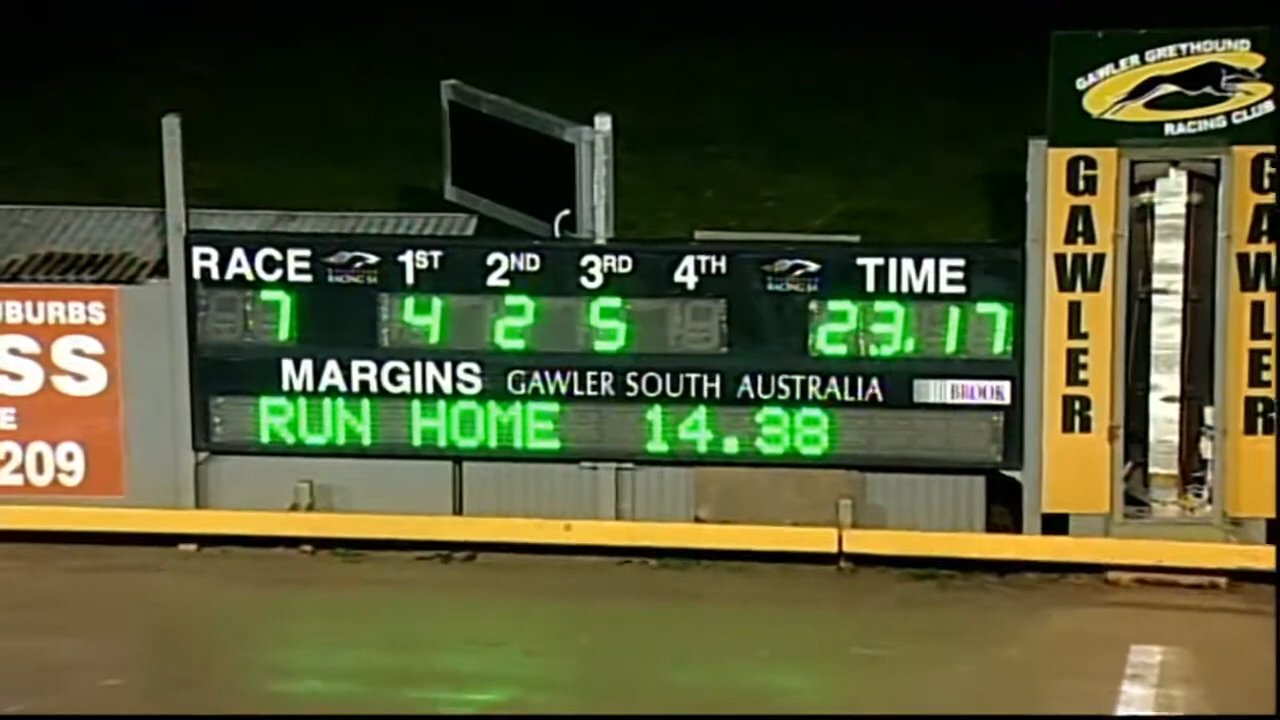 GAWLER GREYHOUND
RACING CLUB
RACE 1ST 2ND 3RD 4TH TIME
7 4 2 5 23.17
MARGINS GAWLER SOUTH AUSTRALIA BROOK
RUN HOME 14.38
UBURBS
SS
E
209
GAWLER
GAWLER